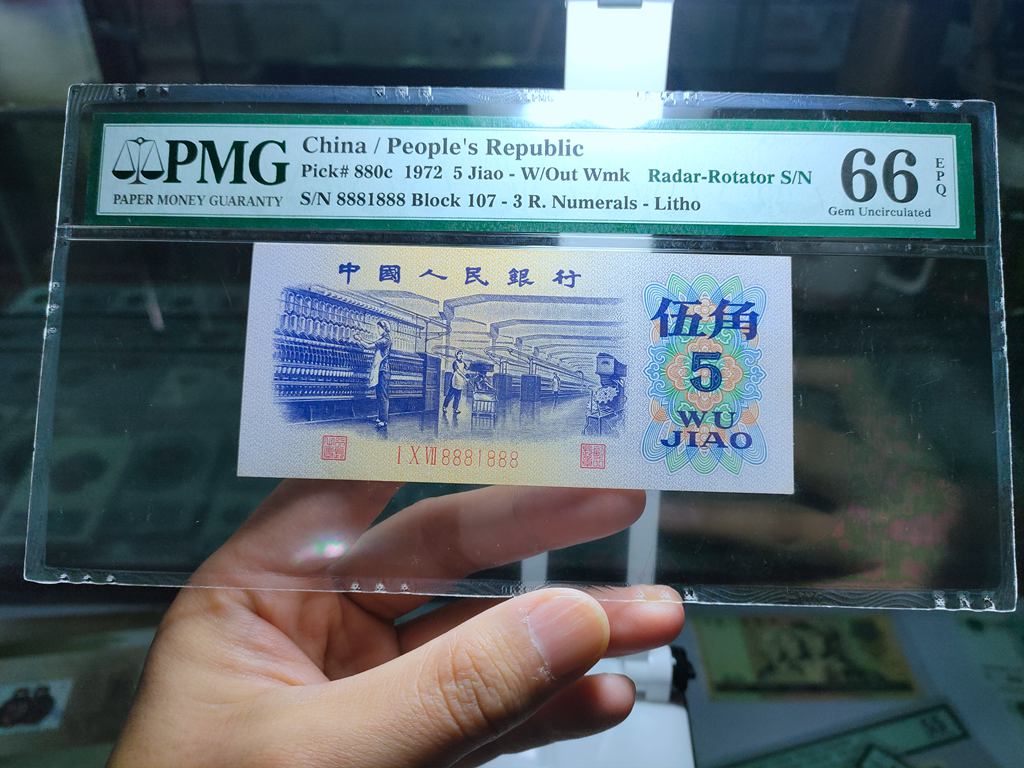 PMG
PAPER MONEY GUARANTY
China / People's Republic
Pick# 880c 1972 5 Jiao - W/Out Wmk Radar-Rotator S/N
S/N 8881888 Block 107 - 3 R. Numerals - Litho
66
EPQ
Gem Uncirculated
中國人民銀行
伍角
5
WU
JIAO
I X VII 8881888